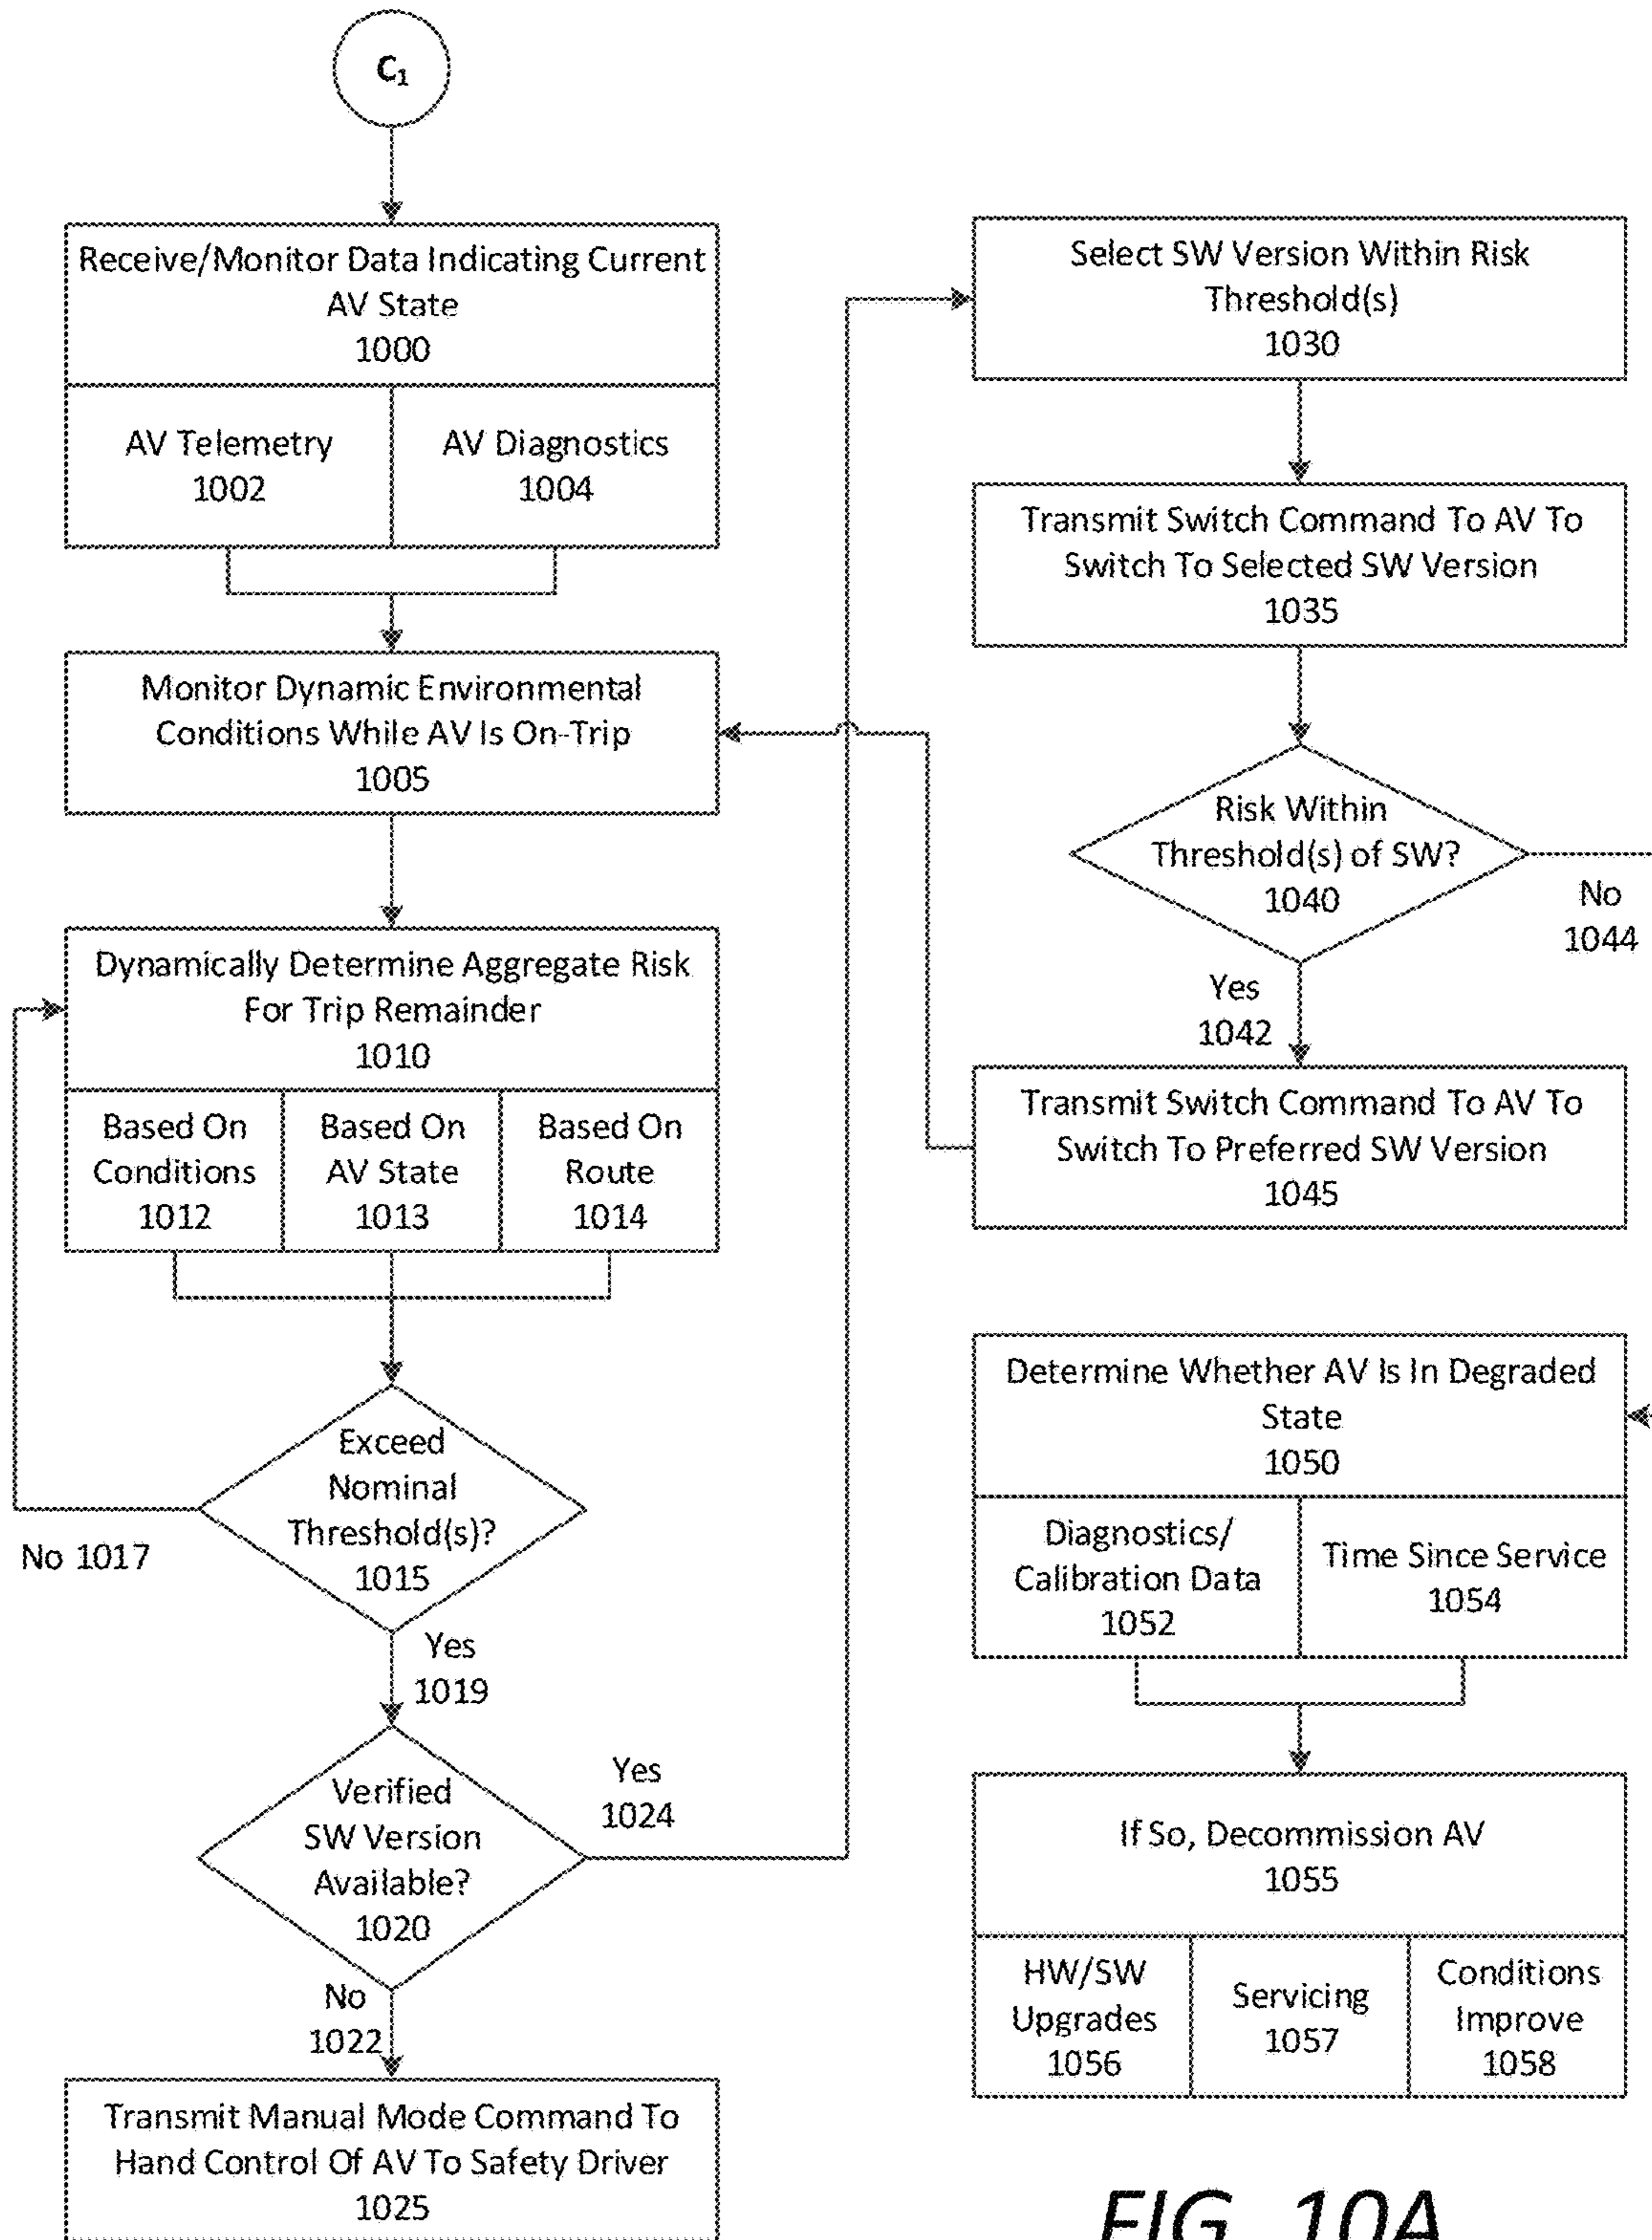 C₁
Receive/Monitor Data Indicating Current
AV State
1000
AV Telemetry
1002
AV Diagnostics
1004
Monitor Dynamic Environmental
Conditions While AV Is On-Trip
1005
Dynamically Determine Aggregate Risk
For Trip Remainder
1010
Based On
Conditions
1012
Based On
AV State
1013
Based On
Route
1014
Exceed
Nominal
Threshold(s)?
1015
No 1017
Yes
1019
Verified
SW Version
Available?
1020
Yes
1024
No
1022
Transmit Manual Mode Command To
Hand Control Of AV To Safety Driver
1025
Select SW Version Within Risk
Threshold(s)
1030
Transmit Switch Command To AV To
Switch To Selected SW Version
1035
Risk Within
Threshold(s) of SW?
1040
No
1044
Yes
1042
Transmit Switch Command To AV To
Switch To Preferred SW Version
1045
Determine Whether AV Is In Degraded
State
1050
Diagnostics/
Calibration Data
1052
Time Since Service
1054
If So, Decommission AV
1055
HW/SW
Upgrades
1056
Servicing
1057
Conditions
Improve
1058
FIG. 10A